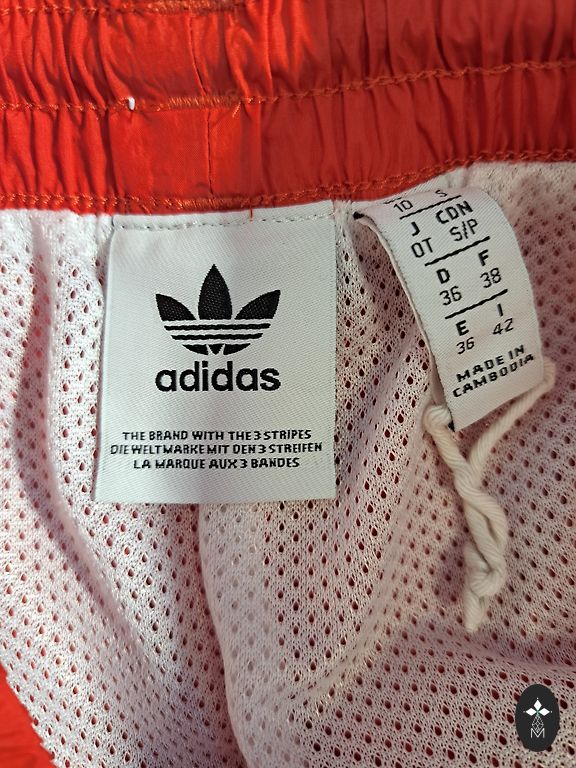 adidas
THE BRAND WITH THE 3 STRIPES
DIE WELTMARKE MIT DEN 3 STREIFEN
LA MARQUE AUX 3 BANDES
10 S
J CDN
OT S/P
D F
36 38
E I
36 42
MADE IN
CAMBODIA
M